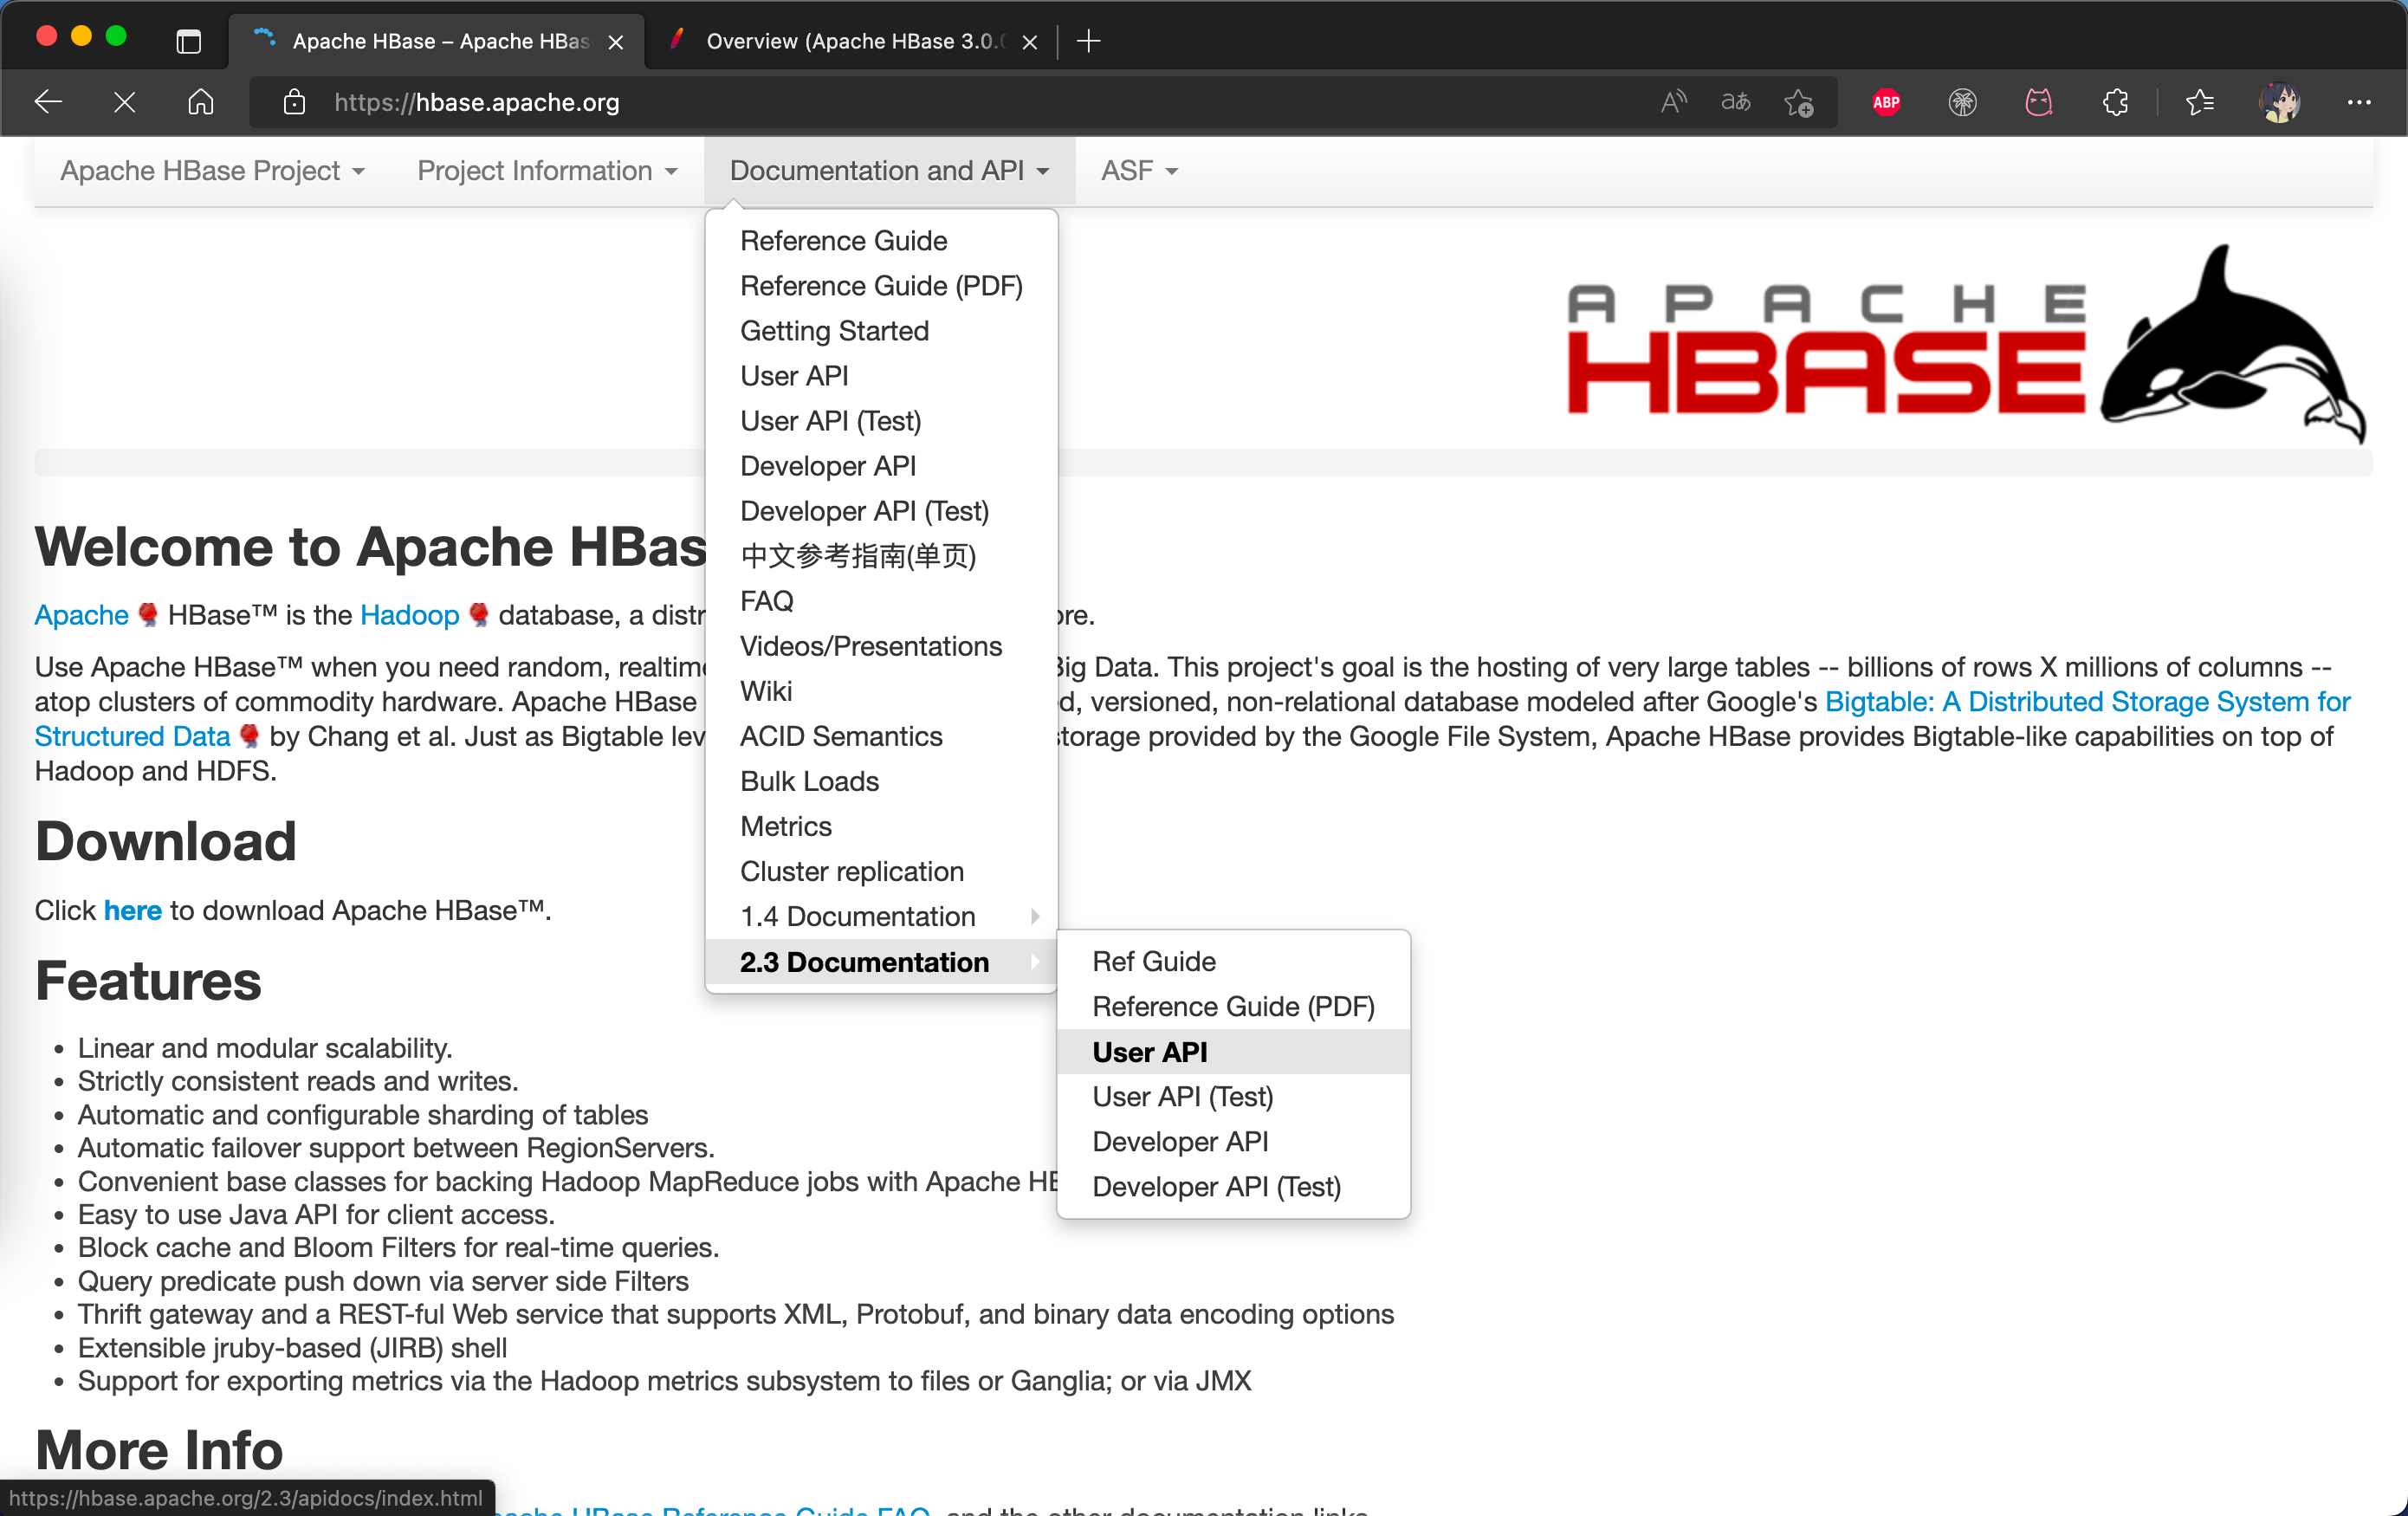 Apache HBase – Apache HBas
Overview (Apache HBase 3.0.0
https://hbase.apache.org
ABP
Apache HBase Project
Project Information
Documentation and API
ASF
Reference Guide
Reference Guide (PDF)
Getting Started
User API
User API (Test)
Developer API
Developer API (Test)
中文参考指南(单页)
FAQ
Videos/Presentations
Wiki
ACID Semantics
Bulk Loads
Metrics
Cluster replication
1.4 Documentation
2.3 Documentation
Ref Guide
Reference Guide (PDF)
User API
User API (Test)
Developer API
Developer API (Test)
APACHE
HBASE
Welcome to Apache HBas
Apache HBase™ is the Hadoop database, a distr ore.
Use Apache HBase™ when you need random, realtime Big Data. This project's goal is the hosting of very large tables -- billions of rows X millions of columns --
atop clusters of commodity hardware. Apache HBase d, versioned, non-relational database modeled after Google's Bigtable: A Distributed Storage System for
Structured Data by Chang et al. Just as Bigtable lev storage provided by the Google File System, Apache HBase provides Bigtable-like capabilities on top of
Hadoop and HDFS.
Download
Click here to download Apache HBase™.
Features
Linear and modular scalability.
Strictly consistent reads and writes.
Automatic and configurable sharding of tables
Automatic failover support between RegionServers.
Convenient base classes for backing Hadoop MapReduce jobs with Apache HB
Easy to use Java API for client access.
Block cache and Bloom Filters for real-time queries.
Query predicate push down via server side Filters
Thrift gateway and a REST-ful Web service that supports XML, Protobuf, and binary data encoding options
Extensible jruby-based (JIRB) shell
Support for exporting metrics via the Hadoop metrics subsystem to files or Ganglia; or via JMX
More Info
https://hbase.apache.org/2.3/apidocs/index.html
pache HBase Reference Guide FAQ, and the other documentation links